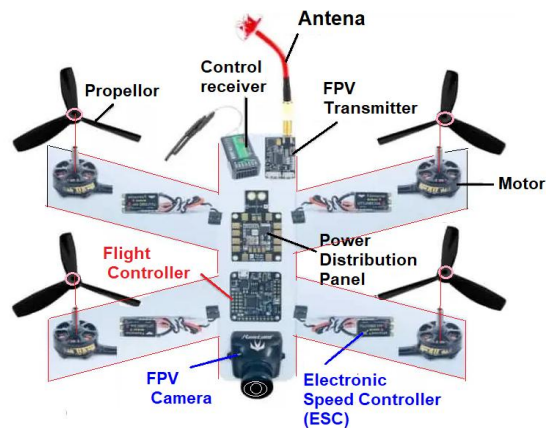 Antena
Control
receiver
FPV
Transmitter
Propellor
Motor
Power
Distribution
Panel
Flight
Controller
FPV
Camera
Electronic
Speed Controller
(ESC)